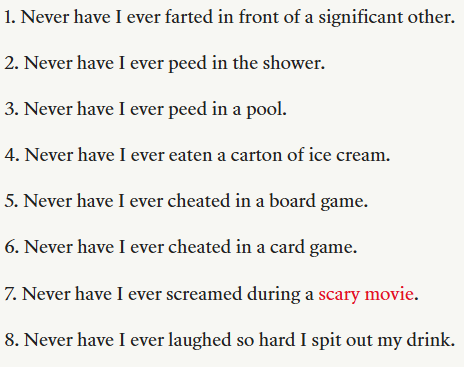 1. Never have I ever farted in front of a significant other.
2. Never have I ever peed in the shower.
3. Never have I ever peed in a pool.
4. Never have I ever eaten a carton of ice cream.
5. Never have I ever cheated in a board game.
6. Never have I ever cheated in a card game.
7. Never have I ever screamed during a scary movie.
8. Never have I ever laughed so hard I spit out my drink.